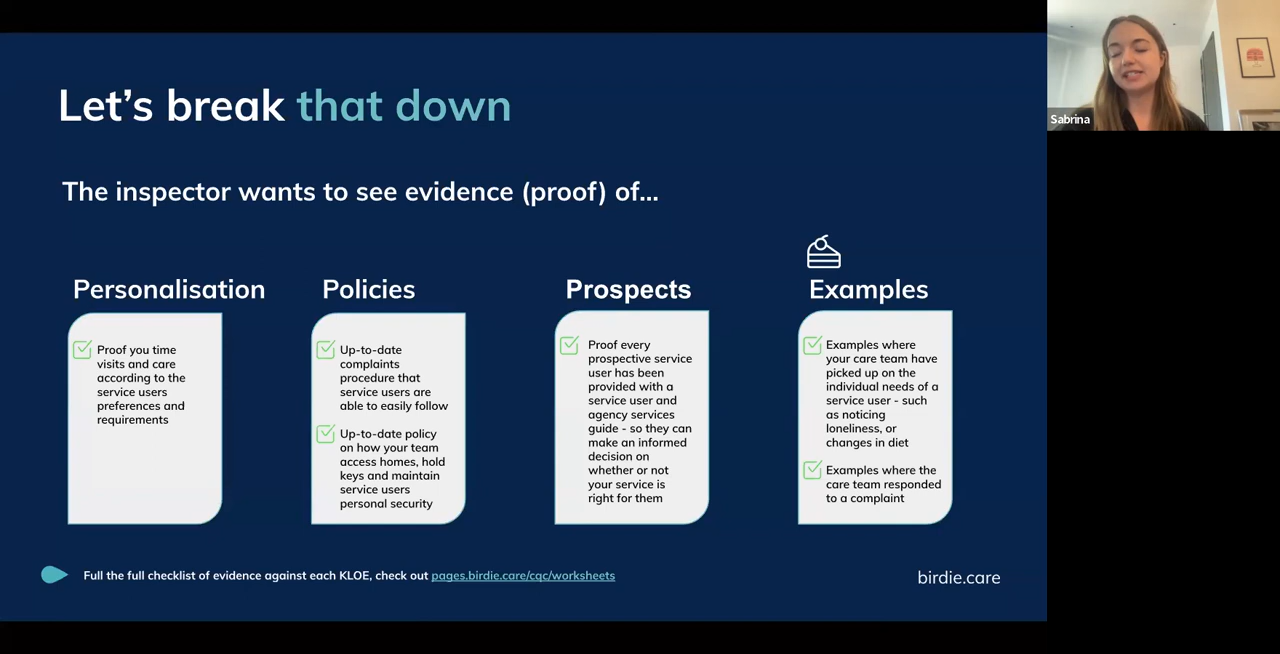 Let's break that down
Sabrina
The inspector wants to see evidence (proof) of...
Personalisation
Proof you time
visits and care
according to the
service users
preferences and
requirements
Policies
Up-to-date
complaints
procedure that
service users are
able to easily follow
Up-to-date policy
on how your team
access homes, hold
keys and maintain
service users
personal security
Prospects
Proof every
prospective service
user has been
provided with a
service user and
agency services
guide - so they can
make an informed
decision on
whether or not
your service is
right for them
Examples
Examples where
your care team have
picked up on the
individual needs of a
service user - such
as noticing
loneliness, or
changes in diet
Examples where the
care team responded
to a complaint
Full the full checklist of evidence against each KLOE, check out pages.birdie.care/cqc/worksheets
birdie.care